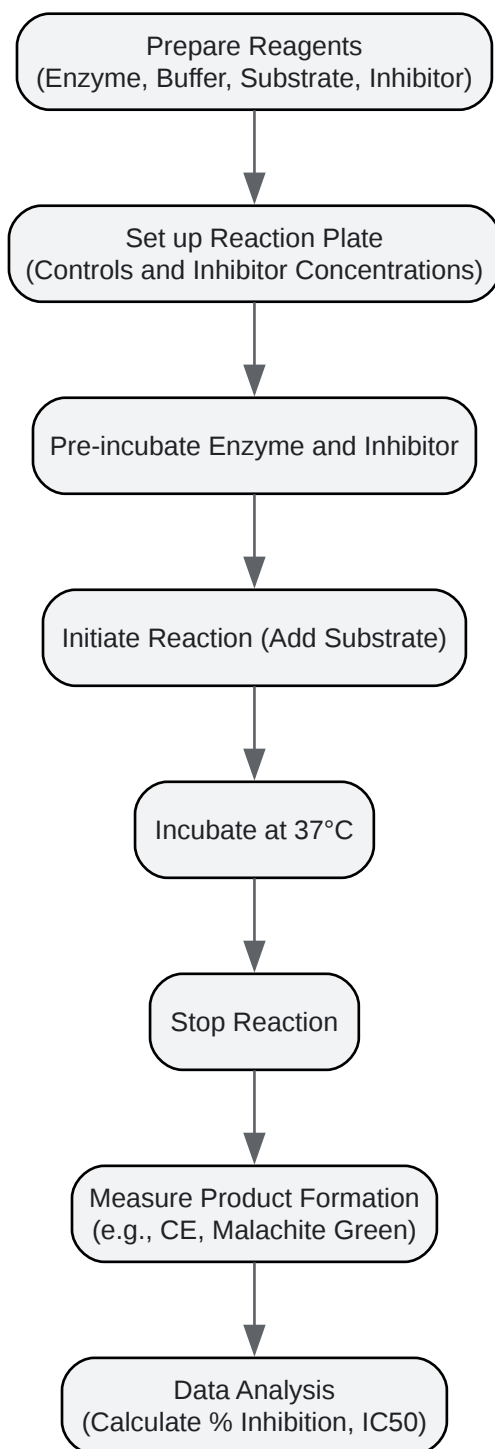 Prepare Reagents
(Enzyme, Buffer, Substrate, Inhibitor)
Set up Reaction Plate
(Controls and Inhibitor Concentrations)
Pre-incubate Enzyme and Inhibitor
Initiate Reaction (Add Substrate)
Incubate at 37°C
Stop Reaction
Measure Product Formation
(e.g., CE, Malachite Green)
Data Analysis
(Calculate % Inhibition, IC50)